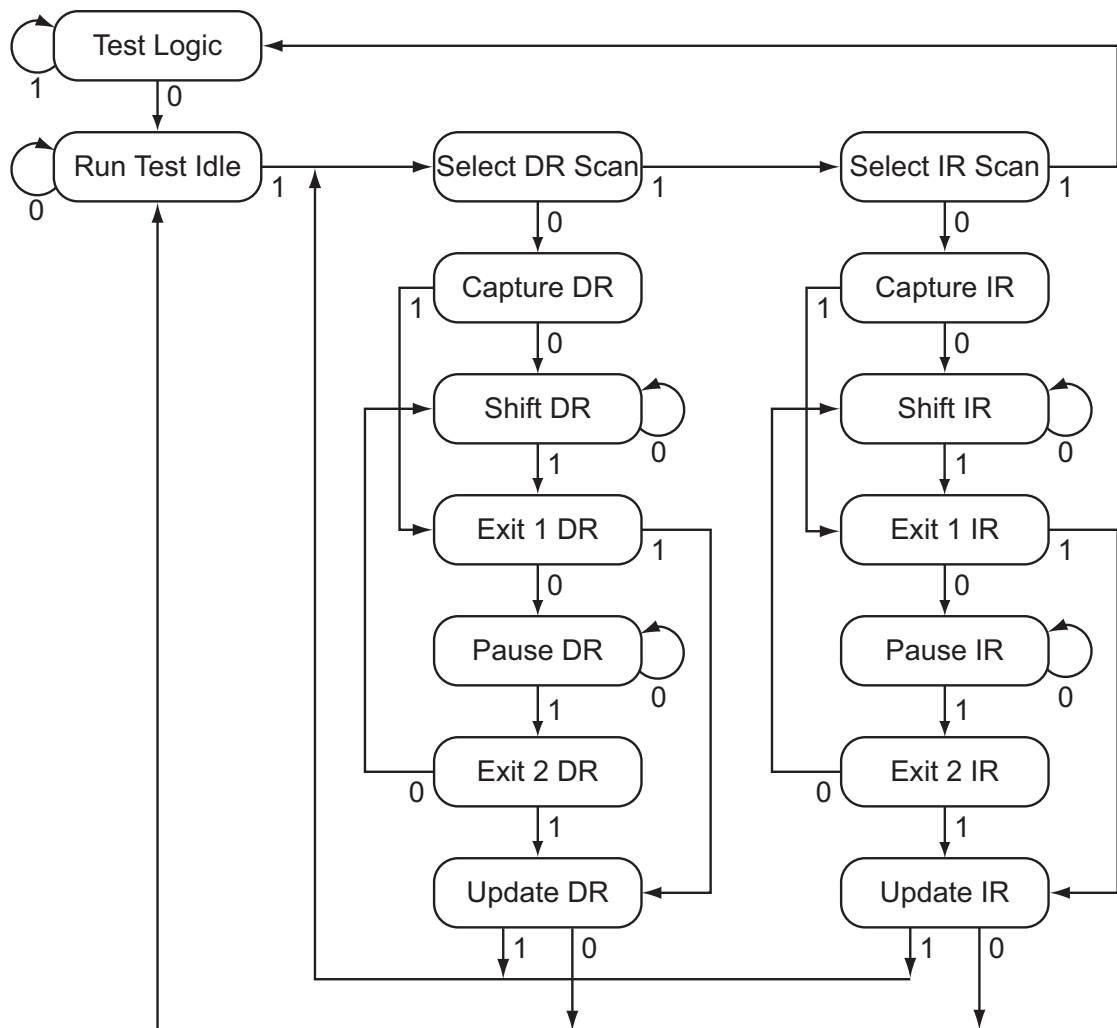 Test Logic
1
0
Run Test Idle
0
1
Select DR Scan
1
0
Select IR Scan
1
0
Capture DR
1
0
Capture IR
1
0
Shift DR
0
1
Shift IR
0
1
Exit 1 DR
1
0
Exit 1 IR
1
0
Pause DR
0
1
Pause IR
0
1
Exit 2 DR
0
1
Exit 2 IR
0
1
Update DR
1
0
Update IR
1
0